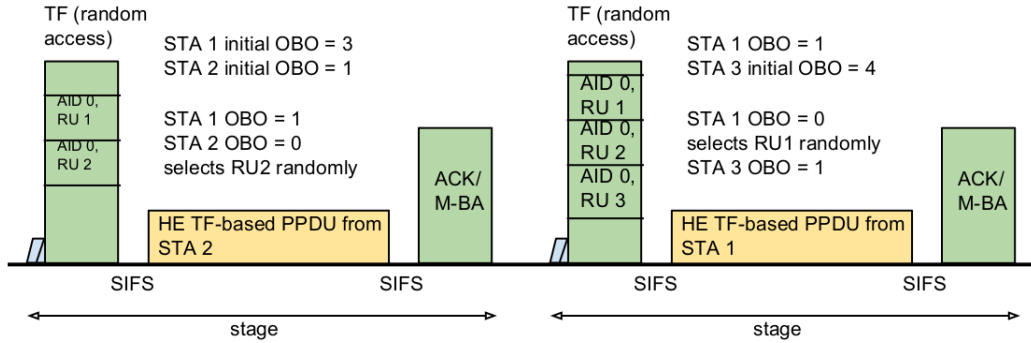 TF (random
access)
STA 1 initial OBO = 3
STA 2 initial OBO = 1
STA 1 OBO = 1
STA 2 OBO = 0
selects RU2 randomly
AID 0,
RU 1
AID 0,
RU 2
HE TF-based PPDU from
STA 2
ACK/
M-BA
SIFS
SIFS
stage
TF (random
access)
STA 1 OBO = 1
STA 3 initial OBO = 4
STA 1 OBO = 0
selects RU1 randomly
STA 3 OBO = 1
AID 0,
RU 1
AID 0,
RU 2
AID 0,
RU 3
HE TF-based PPDU from
STA 1
ACK/
M-BA
SIFS
SIFS
stage